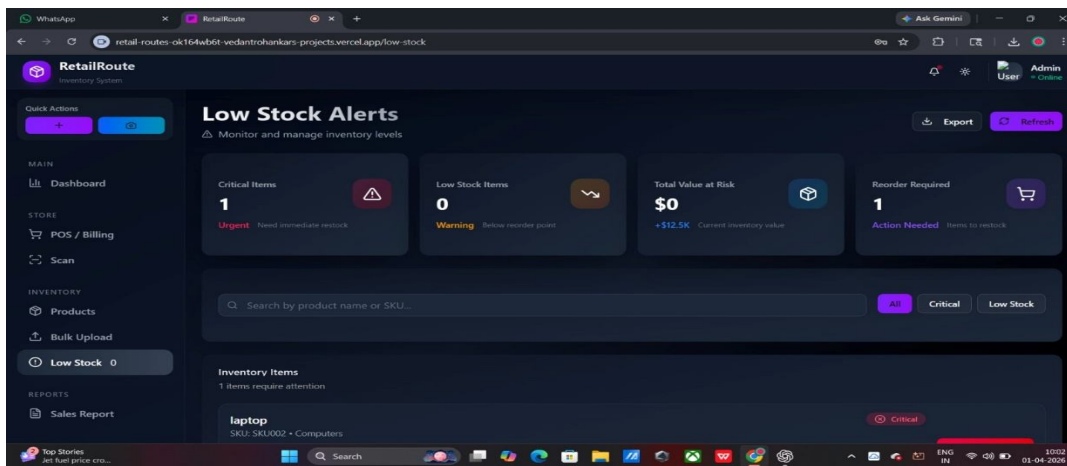 WhatsApp
RetailRoute
Ask Gemini
retail-routes-ok164wb6t-vedantrohankars-projects.vercel.app/low-stock
RetailRoute
Inventory System
User
Admin
Online
Quick Actions
MAIN
Dashboard
STORE
POS / Billing
Scan
INVENTORY
Products
Bulk Upload
Low Stock 0
REPORTS
Sales Report
Low Stock Alerts
Monitor and manage inventory levels
Export
Refresh
Critical Items
1
Urgent Need immediate restock
Low Stock Items
0
Warning Below reorder point
Total Value at Risk
$0
+$12.5K Current inventory value
Reorder Required
1
Action Needed Items to restock
Search by product name or SKU...
All
Critical
Low Stock
Inventory Items
1 items require attention
laptop
SKU: SKU002 • Computers
Critical
Top Stories
Jet fuel price cro...
Search
ENG
IN
10:02
01-04-2026